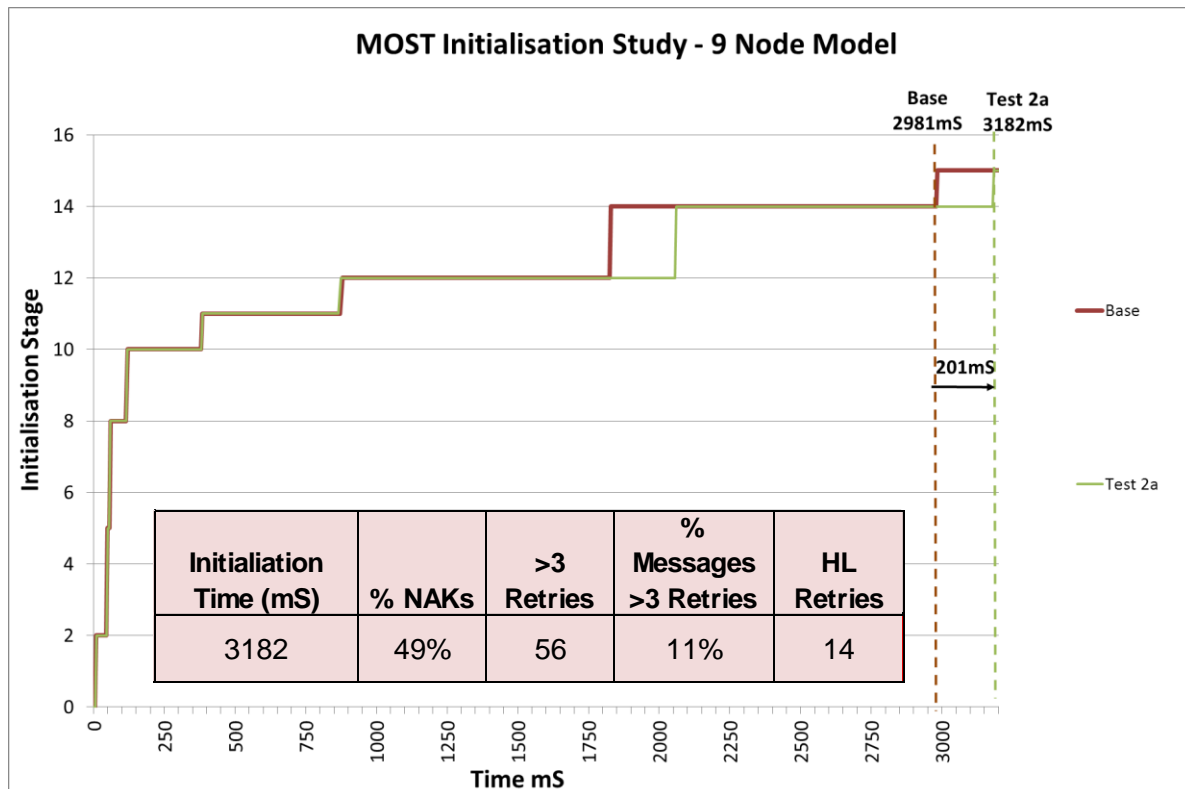 MOST Initialisation Study - 9 Node Model
Base
2981mS
Test 2a
3182mS
16
14
12
10
8
6
4
2
0
Initialisation Stage
201mS
Base
Test 2a
Initialiation Time (mS)
% NAKs
>3 Retries
% Messages >3 Retries
HL Retries
3182
49%
56
11%
14
0
250
500
750
1000
1250
1500
1750
2000
2250
2500
2750
3000
Time mS